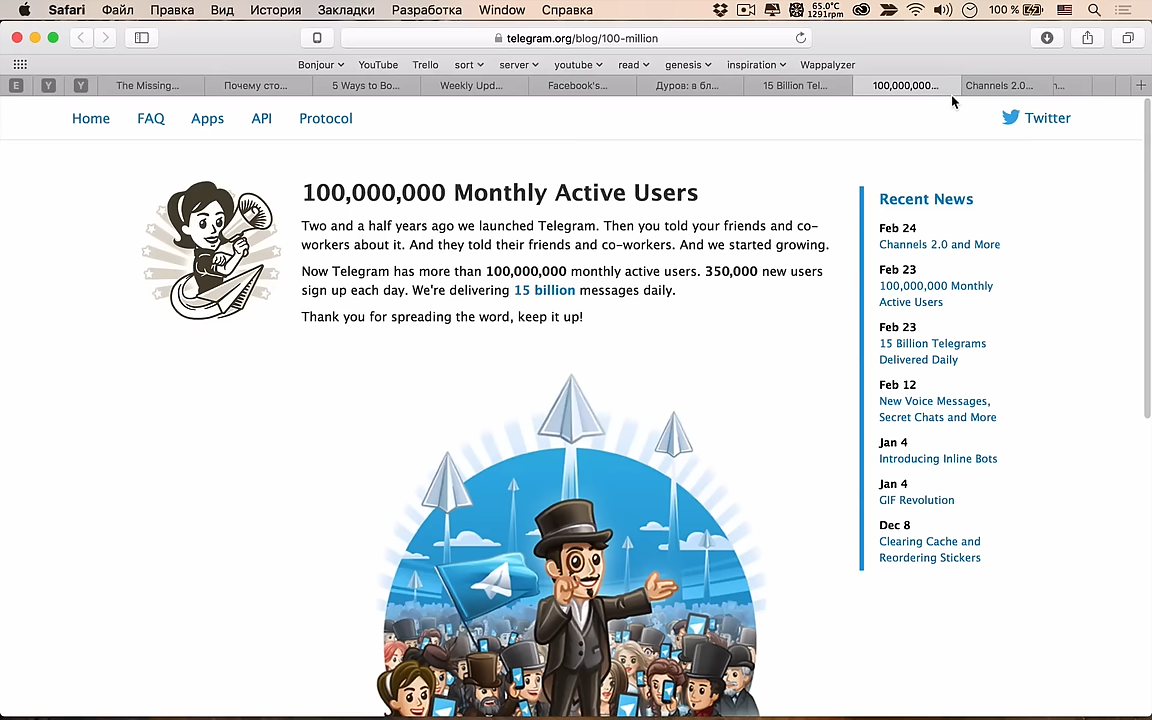 Safari Файл Правка Вид История Закладки Разработка Window Справка 65.0°C 1291rpm 100 %
telegram.org/blog/100-million
Bonjour YouTube Trello sort server youtube read genesis inspiration Wappalyzer
E Y Y The Missing... Почему сто... 5 Ways to Bo... Weekly Upd... Facebook's... Дуров: в бл... 15 Billion Tel... 100,000,000... Channels 2.0...
Home FAQ Apps API Protocol Twitter
100,000,000 Monthly Active Users
Two and a half years ago we launched Telegram. Then you told your friends and co-
workers about it. And they told their friends and co-workers. And we started growing.
Now Telegram has more than 100,000,000 monthly active users. 350,000 new users
sign up each day. We're delivering 15 billion messages daily.
Thank you for spreading the word, keep it up!
Recent News
Feb 24
Channels 2.0 and More
Feb 23
100,000,000 Monthly
Active Users
Feb 23
15 Billion Telegrams
Delivered Daily
Feb 12
New Voice Messages,
Secret Chats and More
Jan 4
Introducing Inline Bots
Jan 4
GIF Revolution
Dec 8
Clearing Cache and
Reordering Stickers